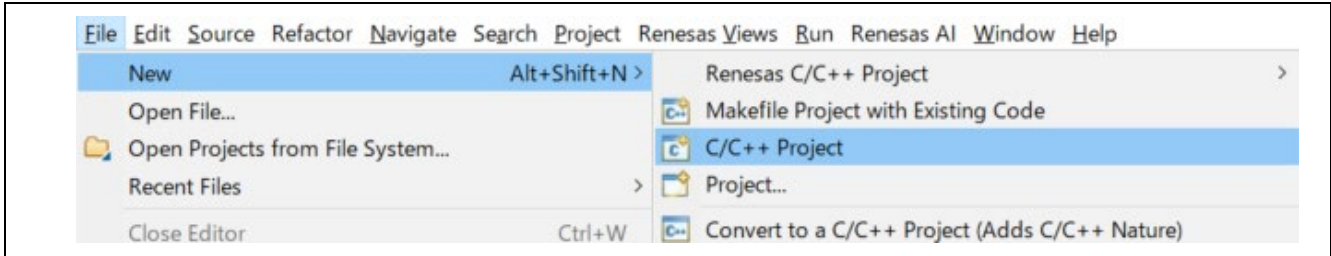 File Edit Source Refactor Navigate Search Project Renesas Views Run Renesas AI Window Help
New Alt+Shift+N >
Open File...
Open Projects from File System...
Recent Files >
Close Editor Ctrl+W
Renesas C/C++ Project >
Makefile Project with Existing Code
C/C++ Project
Project...
Convert to a C/C++ Project (Adds C/C++ Nature)